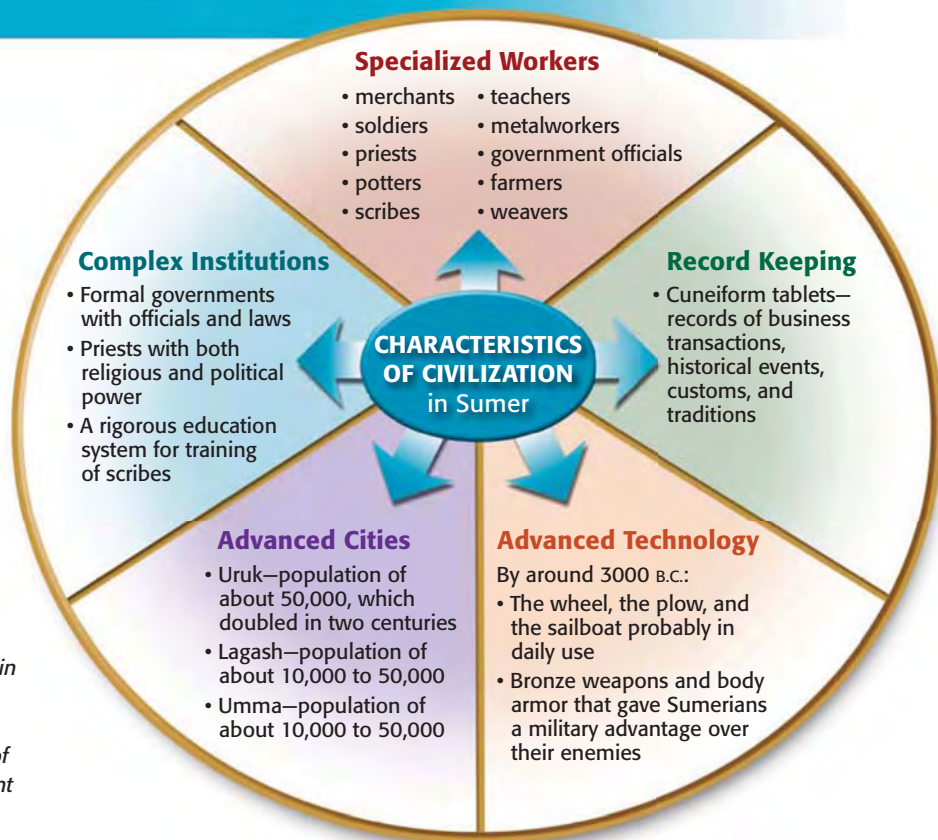 Specialized Workers
• merchants
• soldiers
• priests
• potters
• scribes
• teachers
• metalworkers
• government officials
• farmers
• weavers
Complex Institutions
• Formal governments
with officials and laws
• Priests with both
religious and political
power
• A rigorous education
system for training
of scribes
CHARACTERISTICS
OF CIVILIZATION
in Sumer
Record Keeping
• Cuneiform tablets—
records of business
transactions,
historical events,
customs, and
traditions
Advanced Cities
• Uruk—population of
about 50,000, which
doubled in two centuries
• Lagash—population of
about 10,000 to 50,000
• Umma—population of
about 10,000 to 50,000
Advanced Technology
By around 3000 B.C.:
• The wheel, the plow, and
the sailboat probably in
daily use
• Bronze weapons and body
armor that gave Sumerians
a military advantage over
their enemies
in